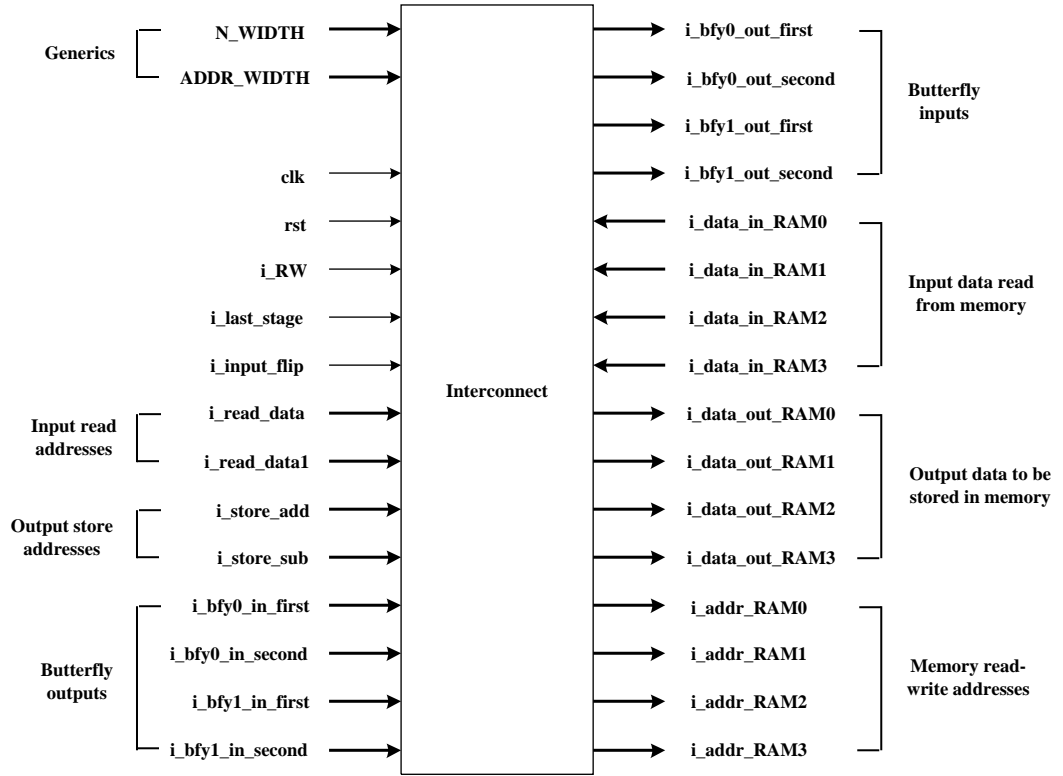 Generics
N_WIDTH
ADDR_WIDTH
clk
rst
i_RW
i_last_stage
i_input_flip
Input read
addresses
i_read_data
i_read_data1
Output store
addresses
i_store_add
i_store_sub
Butterfly
outputs
i_bfy0_in_first
i_bfy0_in_second
i_bfy1_in_first
i_bfy1_in_second
Interconnect
i_bfy0_out_first
i_bfy0_out_second
i_bfy1_out_first
i_bfy1_out_second
Butterfly
inputs
i_data_in_RAM0
i_data_in_RAM1
i_data_in_RAM2
i_data_in_RAM3
Input data read
from memory
i_data_out_RAM0
i_data_out_RAM1
i_data_out_RAM2
i_data_out_RAM3
Output data to be
stored in memory
i_addr_RAM0
i_addr_RAM1
i_addr_RAM2
i_addr_RAM3
Memory read-
write addresses